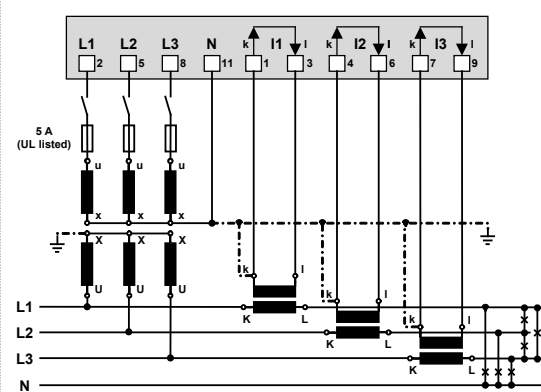 L1 L2 L3 N k I1 l k I2 l k I3 l
2 5 8 11 1 3 4 6 7 9
5 A
(UL listed)
u u u
x x x
X X X
U U U
k l
k l
k l
L1 K L
L2 K L
L3 K L
N